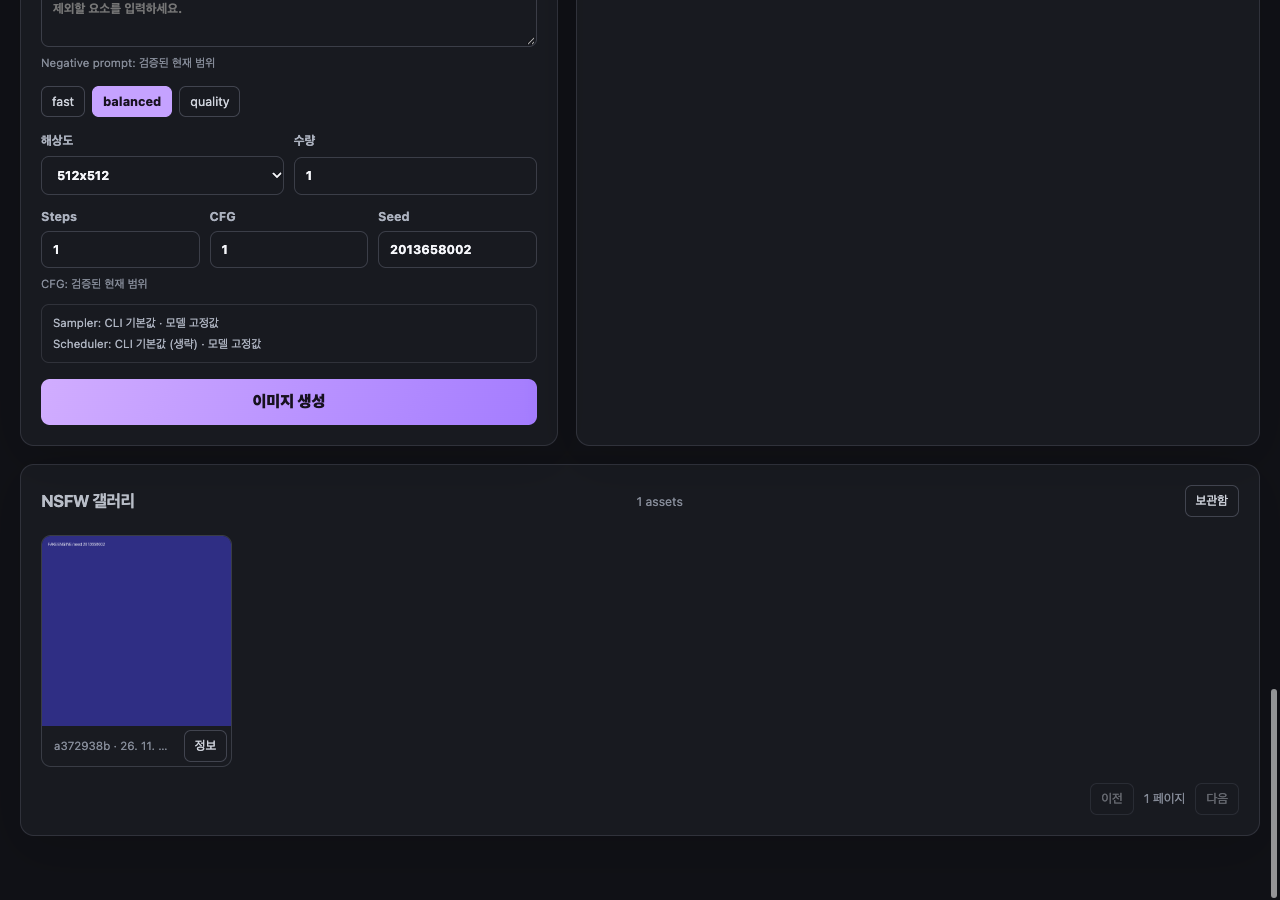 제외할 요소를 입력하세요.
Negative prompt: 검증된 현재 범위
fast balanced quality
해상도 수량
512x512 1
Steps CFG Seed
1 1 2013658002
CFG: 검증된 현재 범위
Sampler: CLI 기본값 · 모델 고정값
Scheduler: CLI 기본값 (생략) · 모델 고정값
이미지 생성
NSFW 갤러리 1 assets 보관함
a372938b · 26. 11. ... 정보
이전 1 페이지 다음